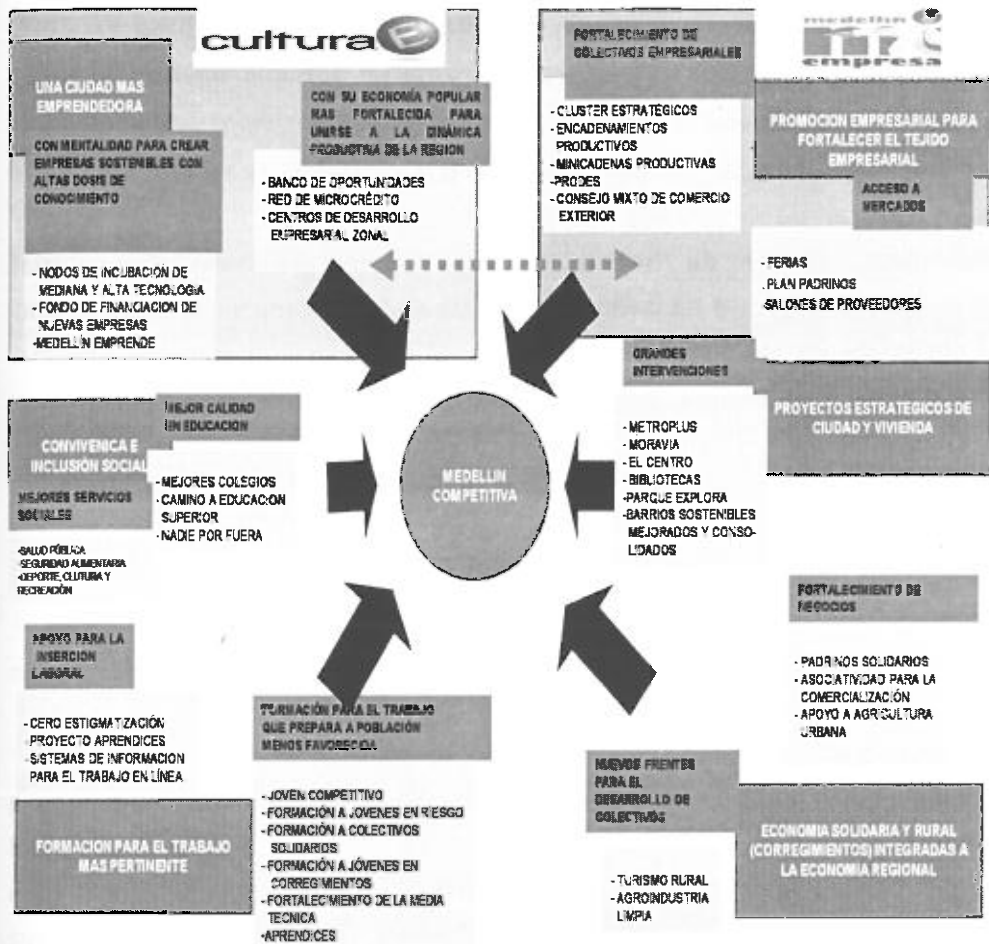 cultura E
UNA CIUDAD MAS
EMPRENDEDORA
CON MENTALIDAD PARA CREAR
EMPRESAS SOSTENIBLES CON
ALTAS DOSIS DE
CONOCIMIENTO
- NODOS DE INCUBACIÓN DE
MEDIANA Y ALTA TECNOLOGIA
- FONDO DE FINANCIACION DE
NUEVAS EMPRESAS
-MEDELLÍN EMPRENDE
CON SU ECONOMÍA POPULAR
MAS FORTALECIDA PARA
UNIRSE A LA DINÁMICA
PRODUCTIVA DE LA REGION
- BANCO DE OPORTUNIDADES
- RED DE MICROCRÉDITO
- CENTROS DE DESARROLLO
EMPRESARIAL ZONAL
FORTALECIMIENTO DE
COLECTIVOS EMPRESARIALES
- CLUSTER ESTRATÉGICOS
- ENCADENAMIENTOS
PRODUCTIVOS
- MINICADENAS PRODUCTIVAS
-PRODES
- CONSEJO MIXTO DE COMERCIO
EXTERIOR
medellin
empresa
PROMOCION EMPRESARIAL PARA
FORTALECER EL TEJIDO
EMPRESARIAL
ACCESO A
MERCADOS
- FERIAS
.PLAN PADRINOS
-SALONES DE PROVEEDORES
CONVIVENICA E
INCLUSIÓN SOCIAL
MEJOR CALIDAD
EN EDUCACION
- MEJORES COLEGIOS
- CAMINO A EDUCACION
SUPERIOR
- NADIE POR FUERA
MEJORES SERVICIOS
SOCIALES
-SALUD PÚBLICA
-SEGURIDAD ALIMENTARIA
-DEPORTE, CLUTURA Y
RECREACIÓN
MEDELLIN
COMPETITIVA
GRANDES
INTERVENCIONES
- METROPLUS
- MORAVIA
- EL CENTRO
- BIBLIOTECAS
-PARQUE EXPLORA
-BARRIOS SOSTENIBLES
MEJORADOS Y CONSO-
LIDADOS
PROYECTOS ESTRATEGICOS DE
CIUDAD Y VIVIENDA
APOYO PARA LA
INSERCION
LABORAL
- CERO ESTIGMATIZACIÓN
- PROYECTO APRENDICES
- SISTEMAS DE INFORMACION
PARA EL TRABAJO EN LÍNEA
FORMACION PARA EL TRABAJO
MAS PERTINENTE
FORMACIÓN PARA EL TRABAJO
QUE PREPARA A POBLACIÓN
MENOS FAVORECIDA
- JOVEN COMPETITIVO
- FORMACIÓN A JOVENES EN RIESGO
- FORMACIÓN A COLECTIVOS
SOLIDARIOS
- FORMACIÓN A JÓVENES EN
CORREGIMIENTOS
- FORTALECIMIENTO DE LA MEDIA
TECNICA
-APRENDICES
FORTALECIMIENTO DE
NEGOCIOS
- PADRINOS SOLIDARIOS
- ASOCIATIVIDAD PARA LA
COMERCIALIZACIÓN
- APOYO A AGRICULTURA
URBANA
NUEVOS FRENTES
PARA EL
DESARROLLO DE
COLECTIVOS
- TURISMO RURAL
- AGROINDUSTRIA
LIMPIA
ECONOMIA SOLIDARIA Y RURAL
(CORREGIMIENTOS) INTEGRADAS A
LA ECONOMIA REGIONAL